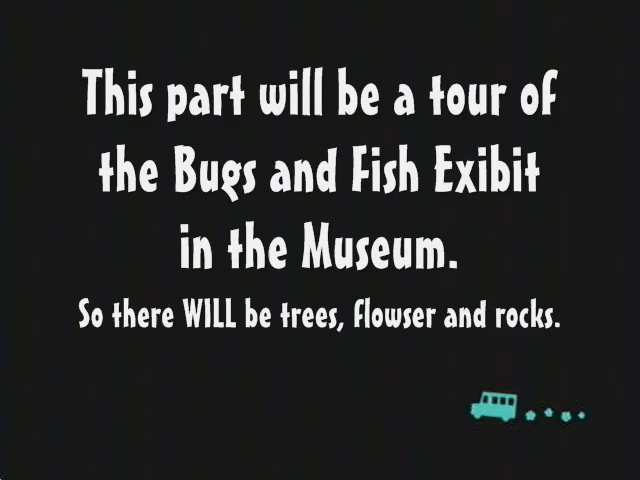 This part will be a tour of
the Bugs and Fish Exibit
in the Museum.
So there WILL be trees, flowser and rocks.